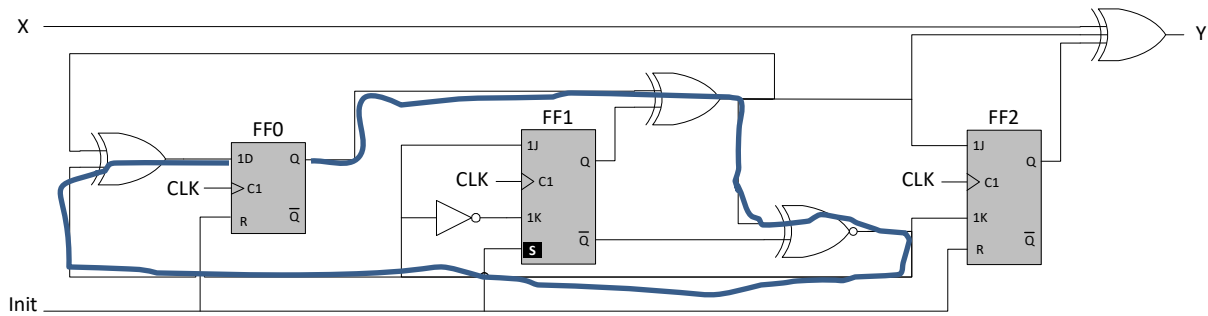 X
Y
FF0
1D Q
CLK C1
R Q̅
FF1
1J Q
CLK C1
1K Q̅
S
FF2
1J Q
CLK C1
1K Q̅
R
Init